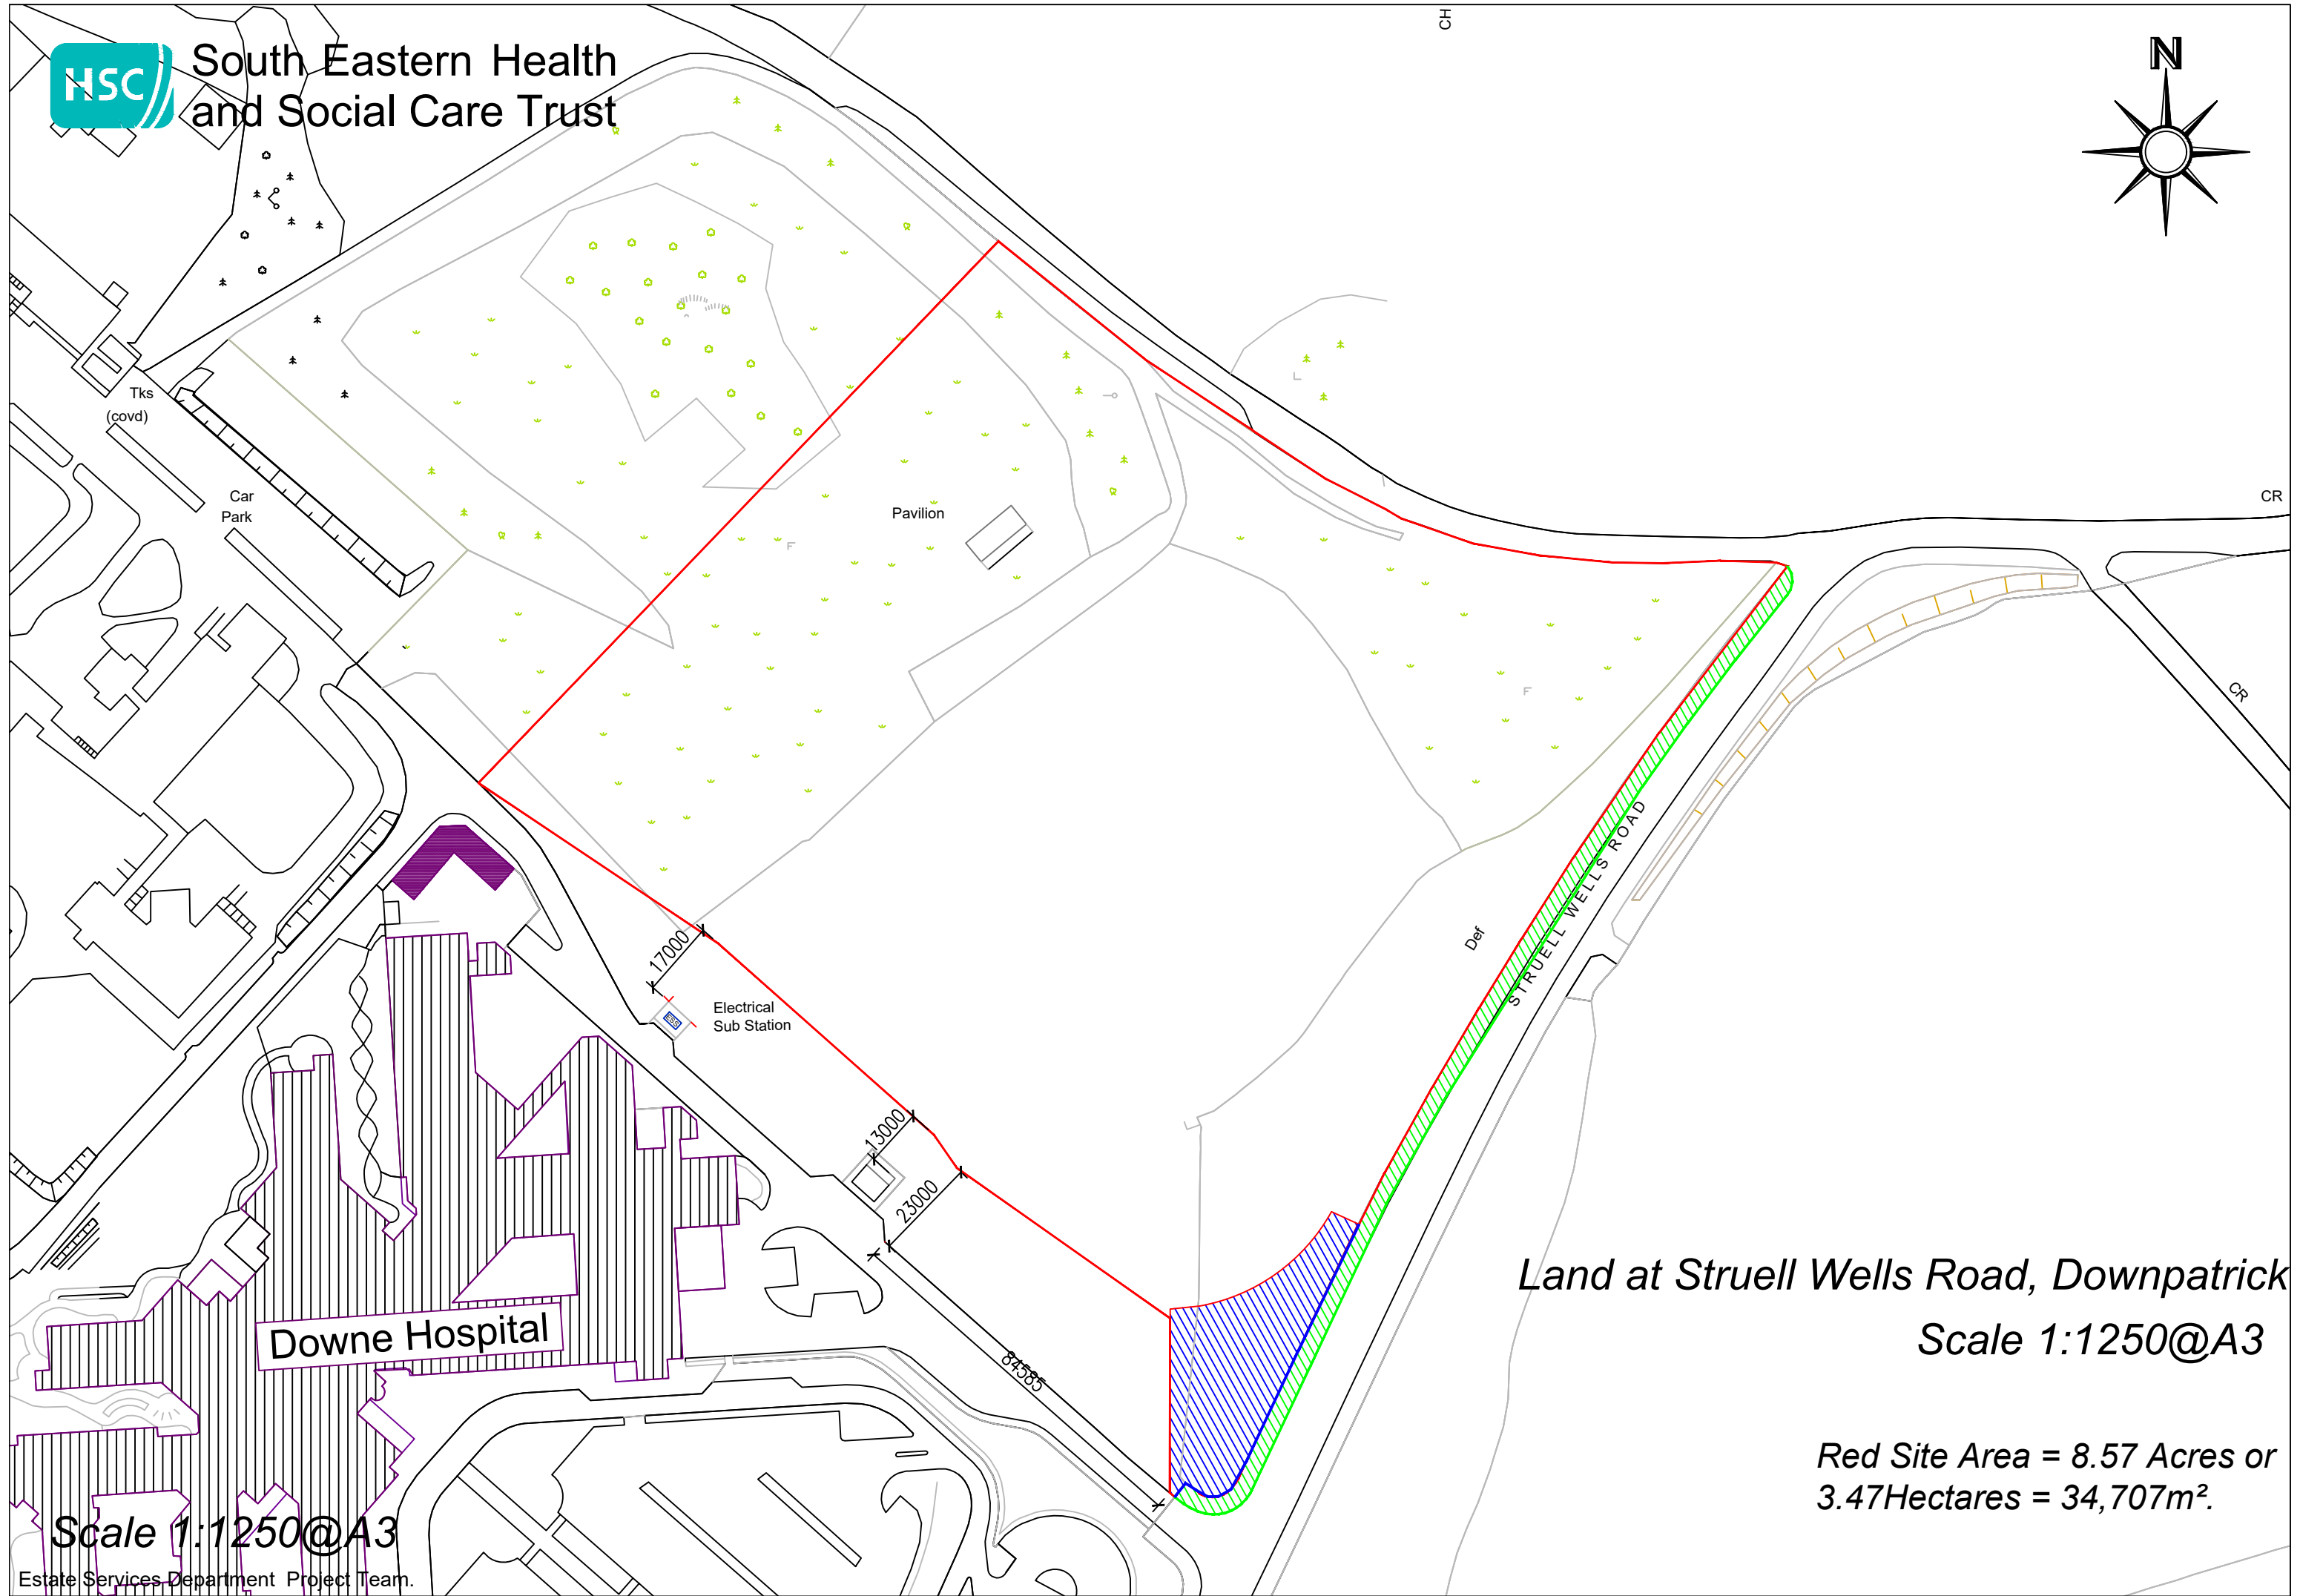 HSC
South Eastern Health
and Social Care Trust
CH
N
Tks
(covd)
Car
Park
Pavilion
CR
CR
STRUELL WELLS ROAD
Def
17000
Electrical
Sub Station
ESS
13000
23000
84585
Downe Hospital
Land at Struell Wells Road, Downpatrick
Scale 1:1250@A3
Red Site Area = 8.57 Acres or
3.47Hectares = 34,707m².
Scale 1:1250@A3
Estate Services Department Project Team.